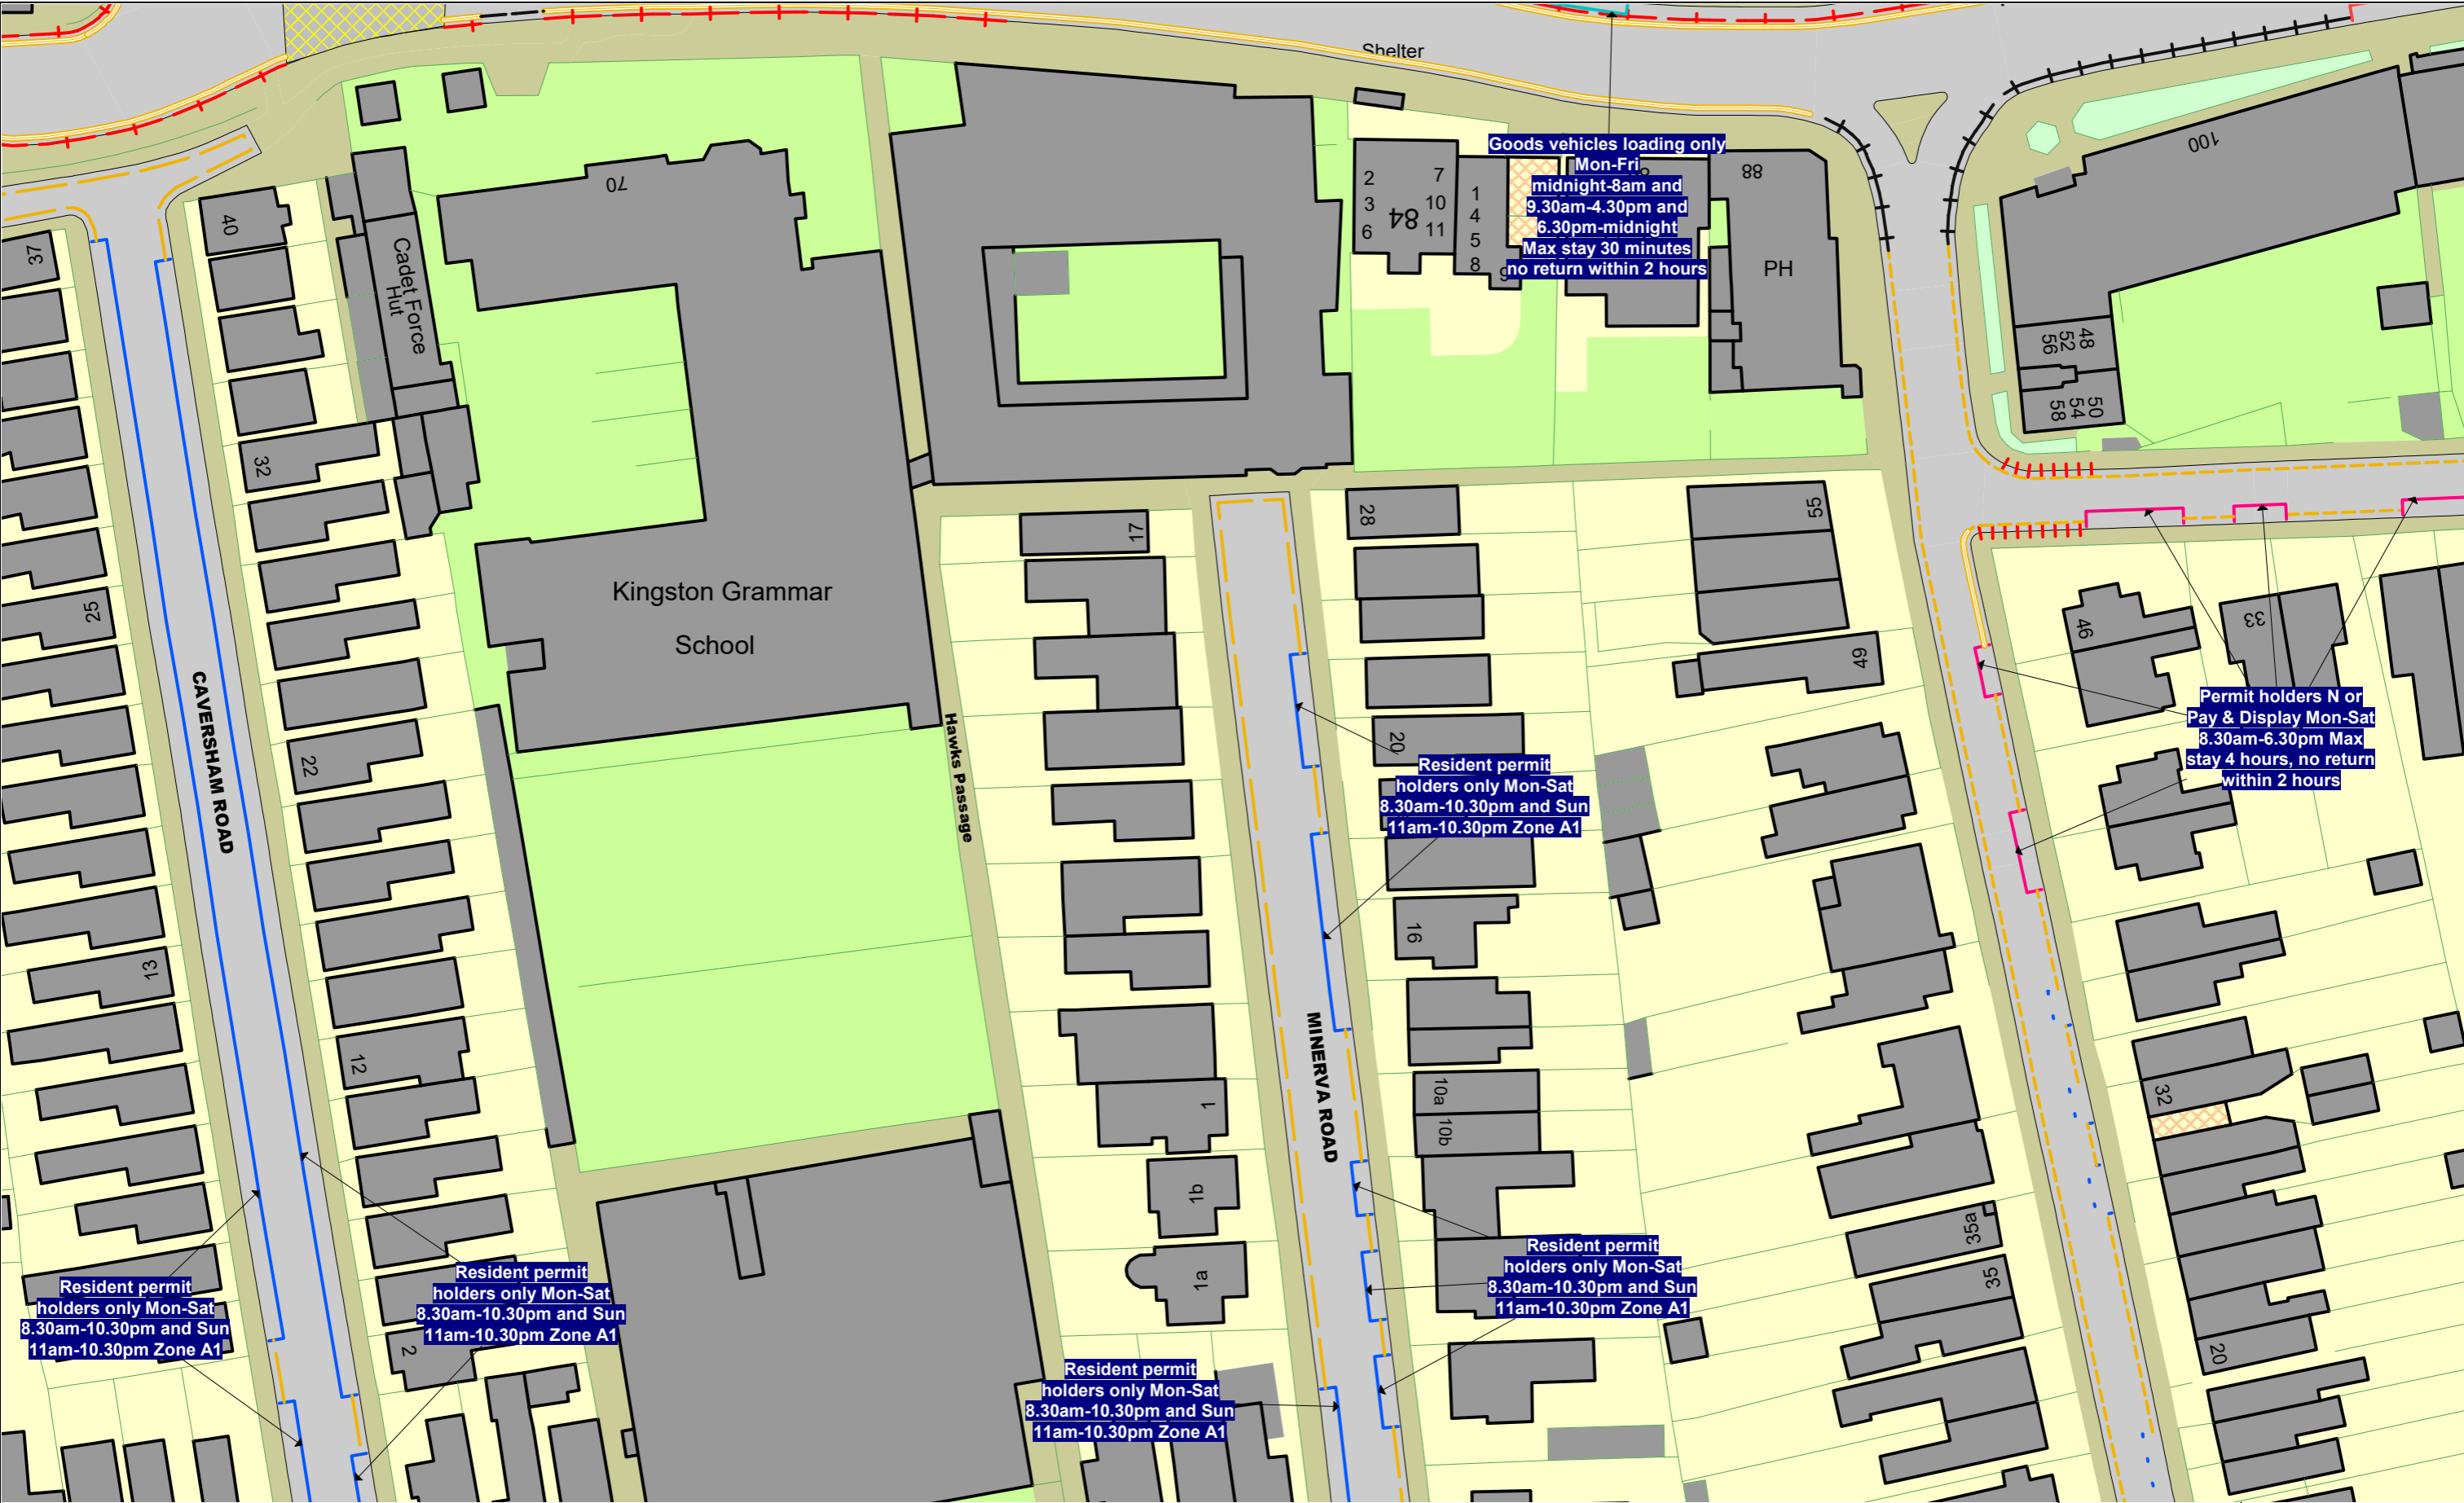 Shelter
Goods vehicles loading only
Mon-Fri
midnight-8am and
9.30am-4.30pm and
6.30pm-midnight
Max stay 30 minutes
no return within 2 hours
70
2
3
6
84
7
10
11
1
4
5
8
9
88
PH
100
48
52
56
50
54
58
37
40
Cadet Force
Hut
32
25
22
13
12
2
CAVERSHAM ROAD
Kingston Grammar
School
Hawks Passage
17
28
55
49
20
16
10a
10b
1
1b
1a
MINERVA ROAD
46
33
32
35a
35
20
Permit holders N or
Pay & Display Mon-Sat
8.30am-6.30pm Max
stay 4 hours, no return
within 2 hours
Resident permit
holders only Mon-Sat
8.30am-10.30pm and Sun
11am-10.30pm Zone A1
Resident permit
holders only Mon-Sat
8.30am-10.30pm and Sun
11am-10.30pm Zone A1
Resident permit
holders only Mon-Sat
8.30am-10.30pm and Sun
11am-10.30pm Zone A1
Resident permit
holders only Mon-Sat
8.30am-10.30pm and Sun
11am-10.30pm Zone A1
Resident permit
holders only Mon-Sat
8.30am-10.30pm and Sun
11am-10.30pm Zone A1